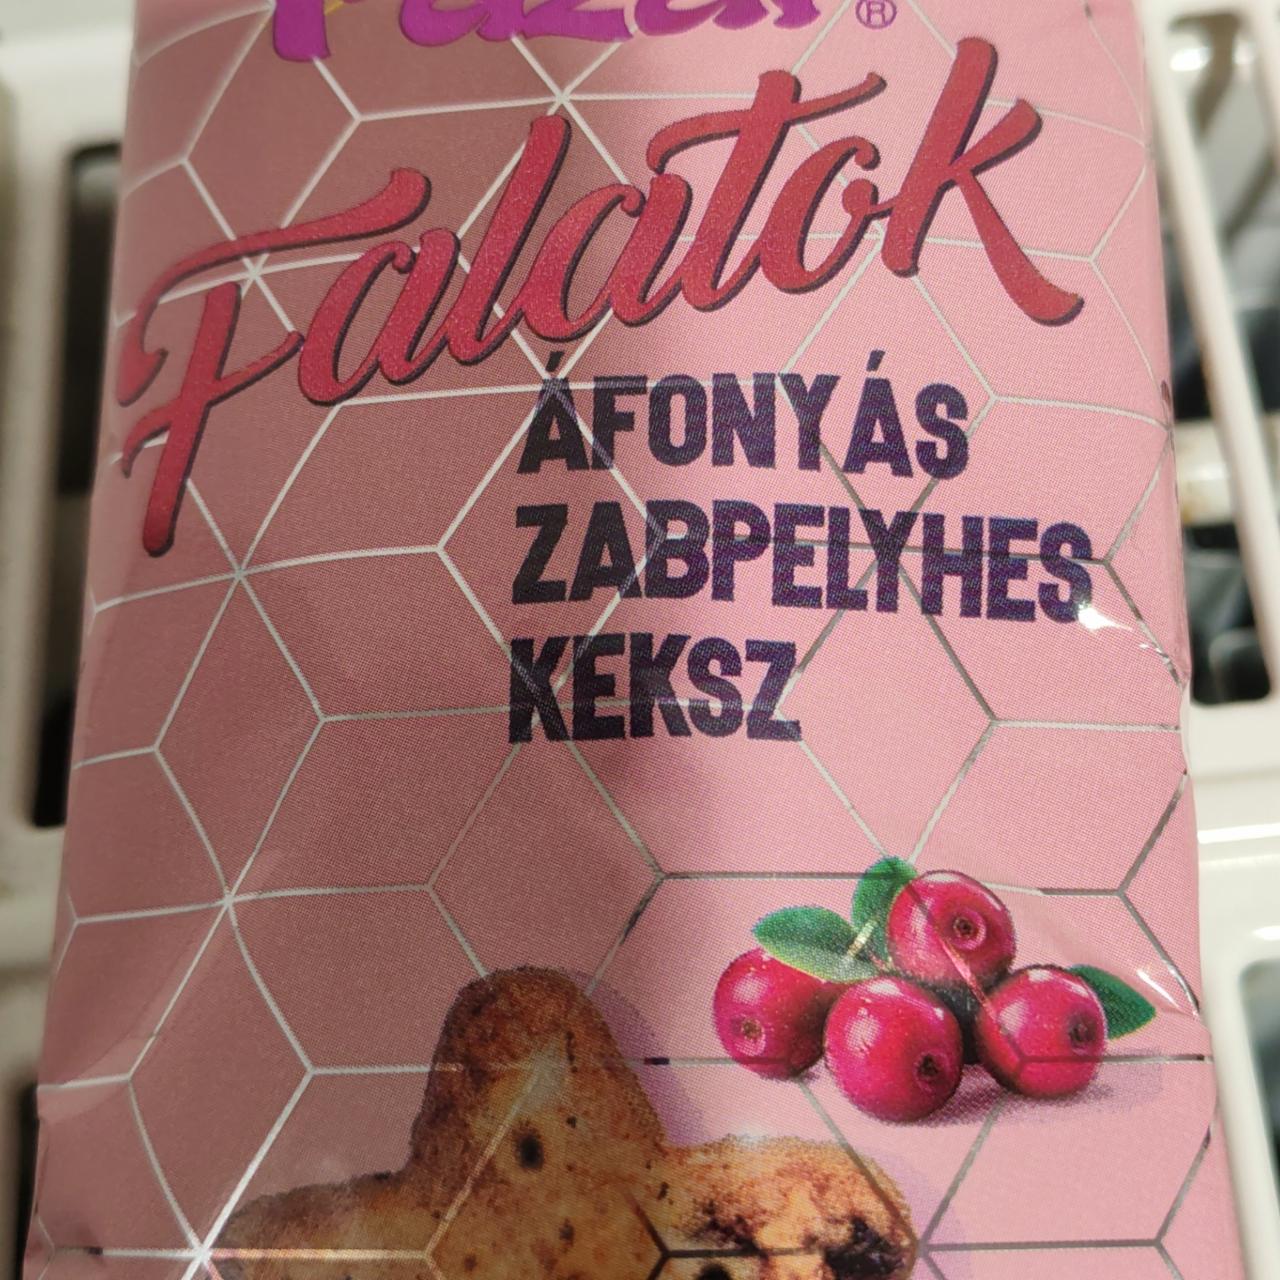 ®
Falatok
ÁFONYÁS
ZABPELYHES
KEKSZ